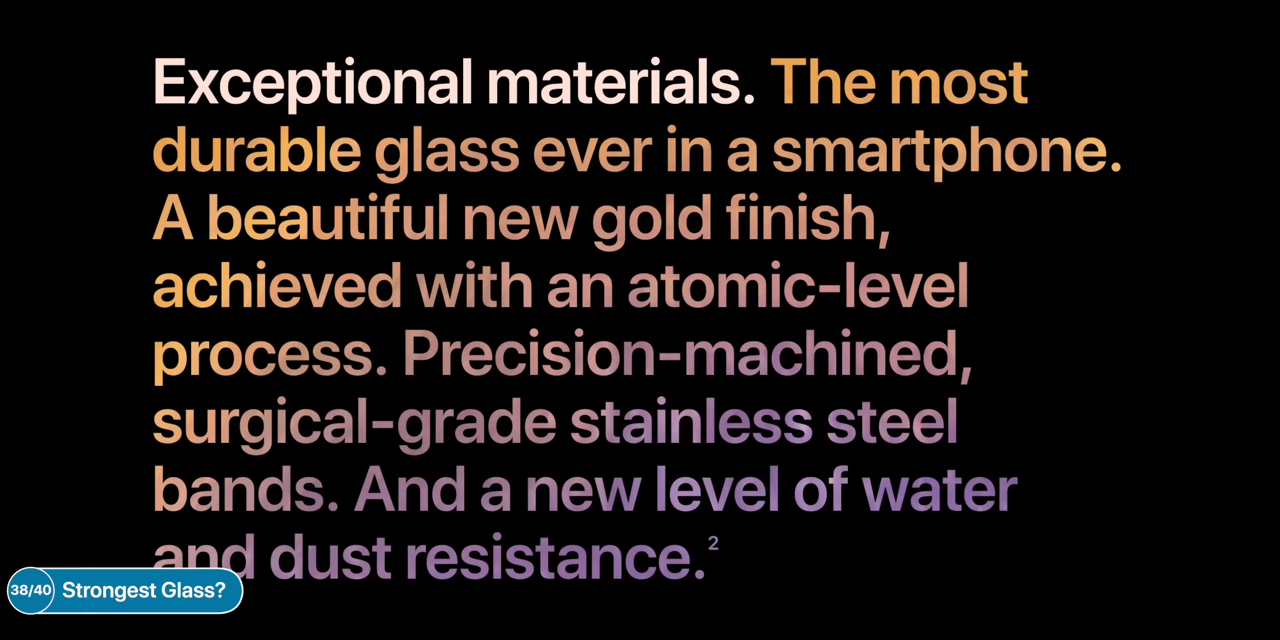 Exceptional materials. The most
durable glass ever in a smartphone.
A beautiful new gold finish,
achieved with an atomic-level
process. Precision-machined,
surgical-grade stainless steel
bands. And a new level of water
and dust resistance.2
38/40 Strongest Glass?